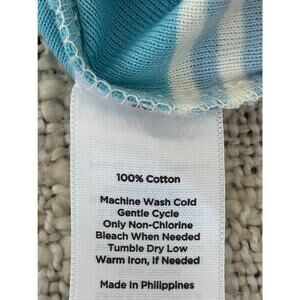 100% Cotton
Machine Wash Cold
Gentle Cycle
Only Non-Chlorine
Bleach When Needed
Tumble Dry Low
Warm Iron, if Needed
Made in Philippines